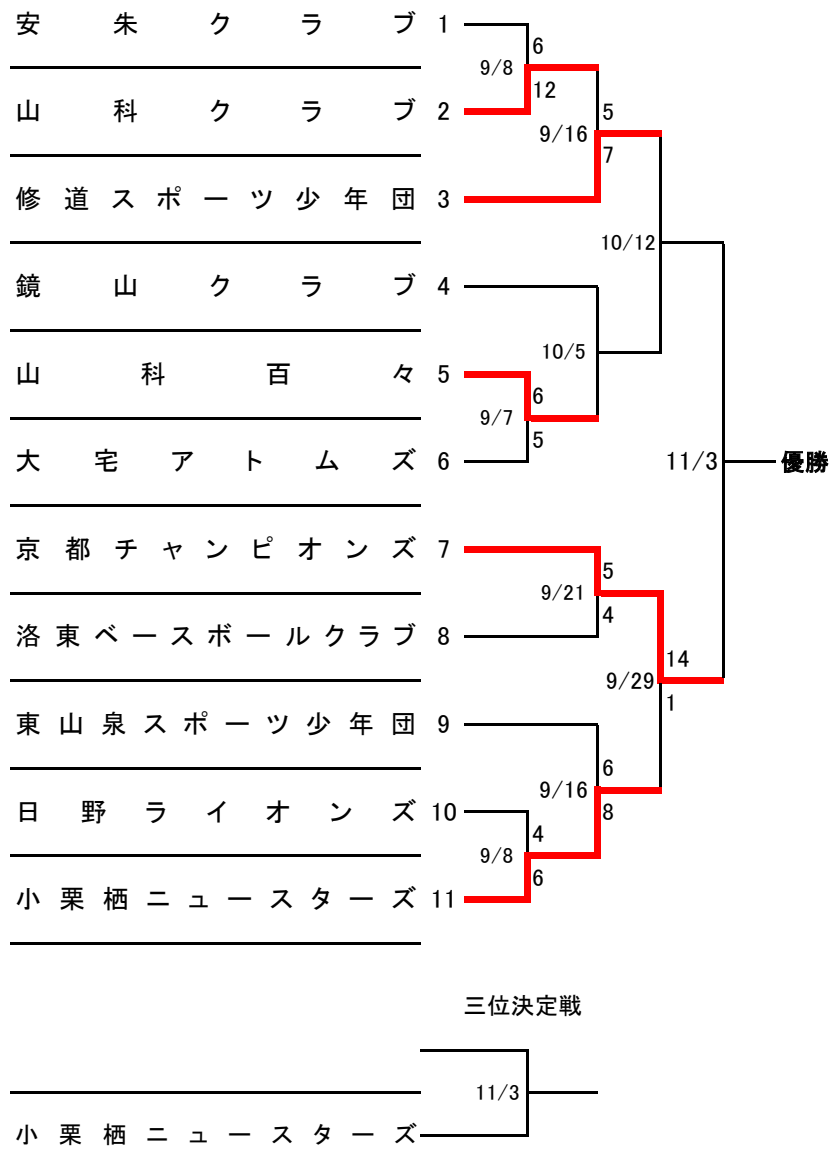 安朱クラブ 1
6
9/8
12
山科クラブ 2
5
9/16
7
修道スポーツ少年団 3
10/12
鏡山クラブ 4
10/5
山科百々 5
6
9/7
5
大宅アトムズ 6
11/3 優勝
京都チャンピオンズ 7
5
9/21
4
洛東ベースボールクラブ 8
14
9/29
1
東山泉スポーツ少年団 9
6
9/16
8
日野ライオンズ 10
4
9/8
6
小栗栖ニュースターズ 11
三位決定戦
11/3
小栗栖ニュースターズ